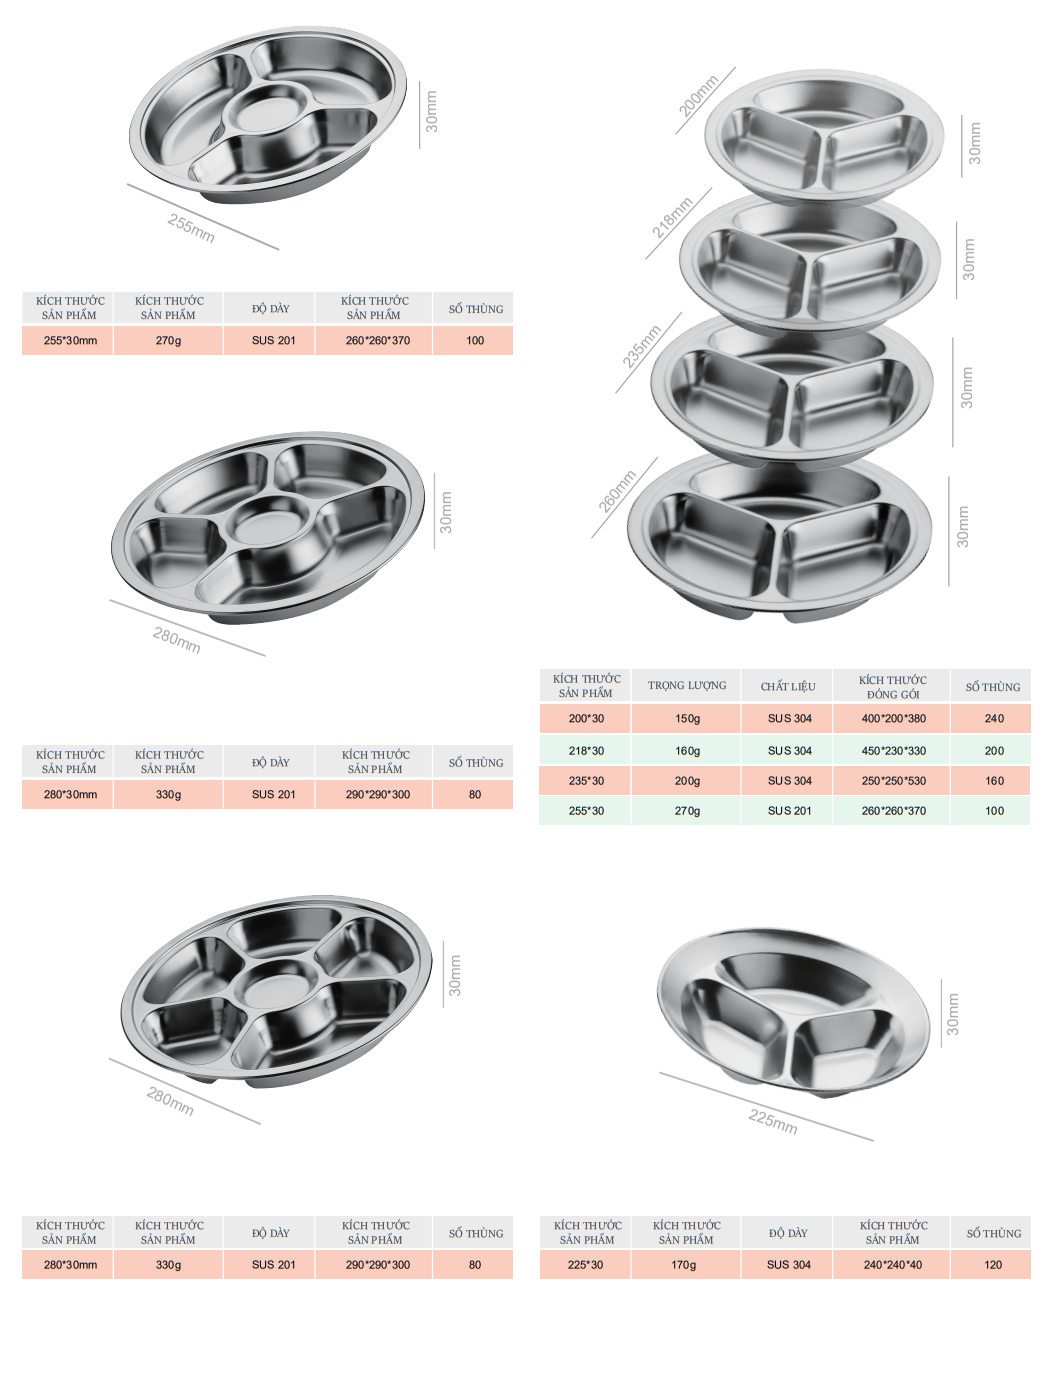 30mm
255mm
KÍCH THƯỚC SẢN PHẨM KÍCH THƯỚC SẢN PHẨM ĐỘ DÀY KÍCH THƯỚC SẢN PHẨM SỐ THÙNG
255*30mm 270g SUS 201 260*260*370 100
30mm
280mm
KÍCH THƯỚC SẢN PHẨM KÍCH THƯỚC SẢN PHẨM ĐỘ DÀY KÍCH THƯỚC SẢN PHẨM SỐ THÙNG
280*30mm 330g SUS 201 290*290*300 80
30mm
280mm
KÍCH THƯỚC SẢN PHẨM KÍCH THƯỚC SẢN PHẨM ĐỘ DÀY KÍCH THƯỚC SẢN PHẨM SỐ THÙNG
280*30mm 330g SUS 201 290*290*300 80
200mm
30mm
218mm
30mm
235mm
30mm
260mm
30mm
KÍCH THƯỚC SẢN PHẨM TRỌNG LƯỢNG CHẤT LIỆU KÍCH THƯỚC ĐÓNG GÓI SỐ THÙNG
200*30 150g SUS 304 400*200*380 240
218*30 160g SUS 304 450*230*330 200
235*30 200g SUS 304 250*250*530 160
255*30 270g SUS 201 260*260*370 100
30mm
225mm
KÍCH THƯỚC SẢN PHẨM KÍCH THƯỚC SẢN PHẨM ĐỘ DÀY KÍCH THƯỚC SẢN PHẨM SỐ THÙNG
225*30 170g SUS 304 240*240*40 120